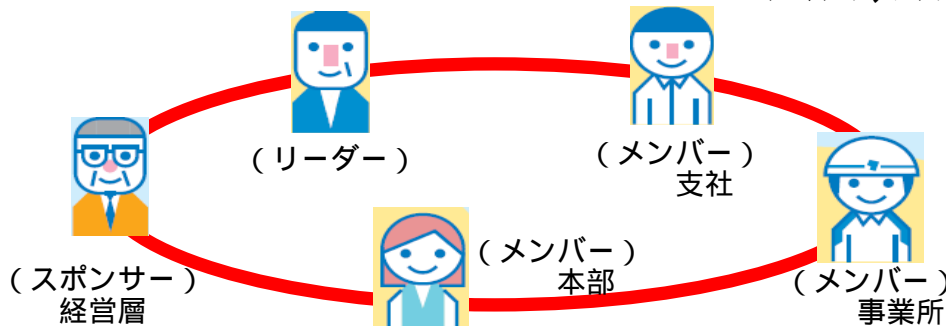 （リーダー）
（メンバー）
支社
（スポンサー）
経営層
（メンバー）
本部
（メンバー）
事業所